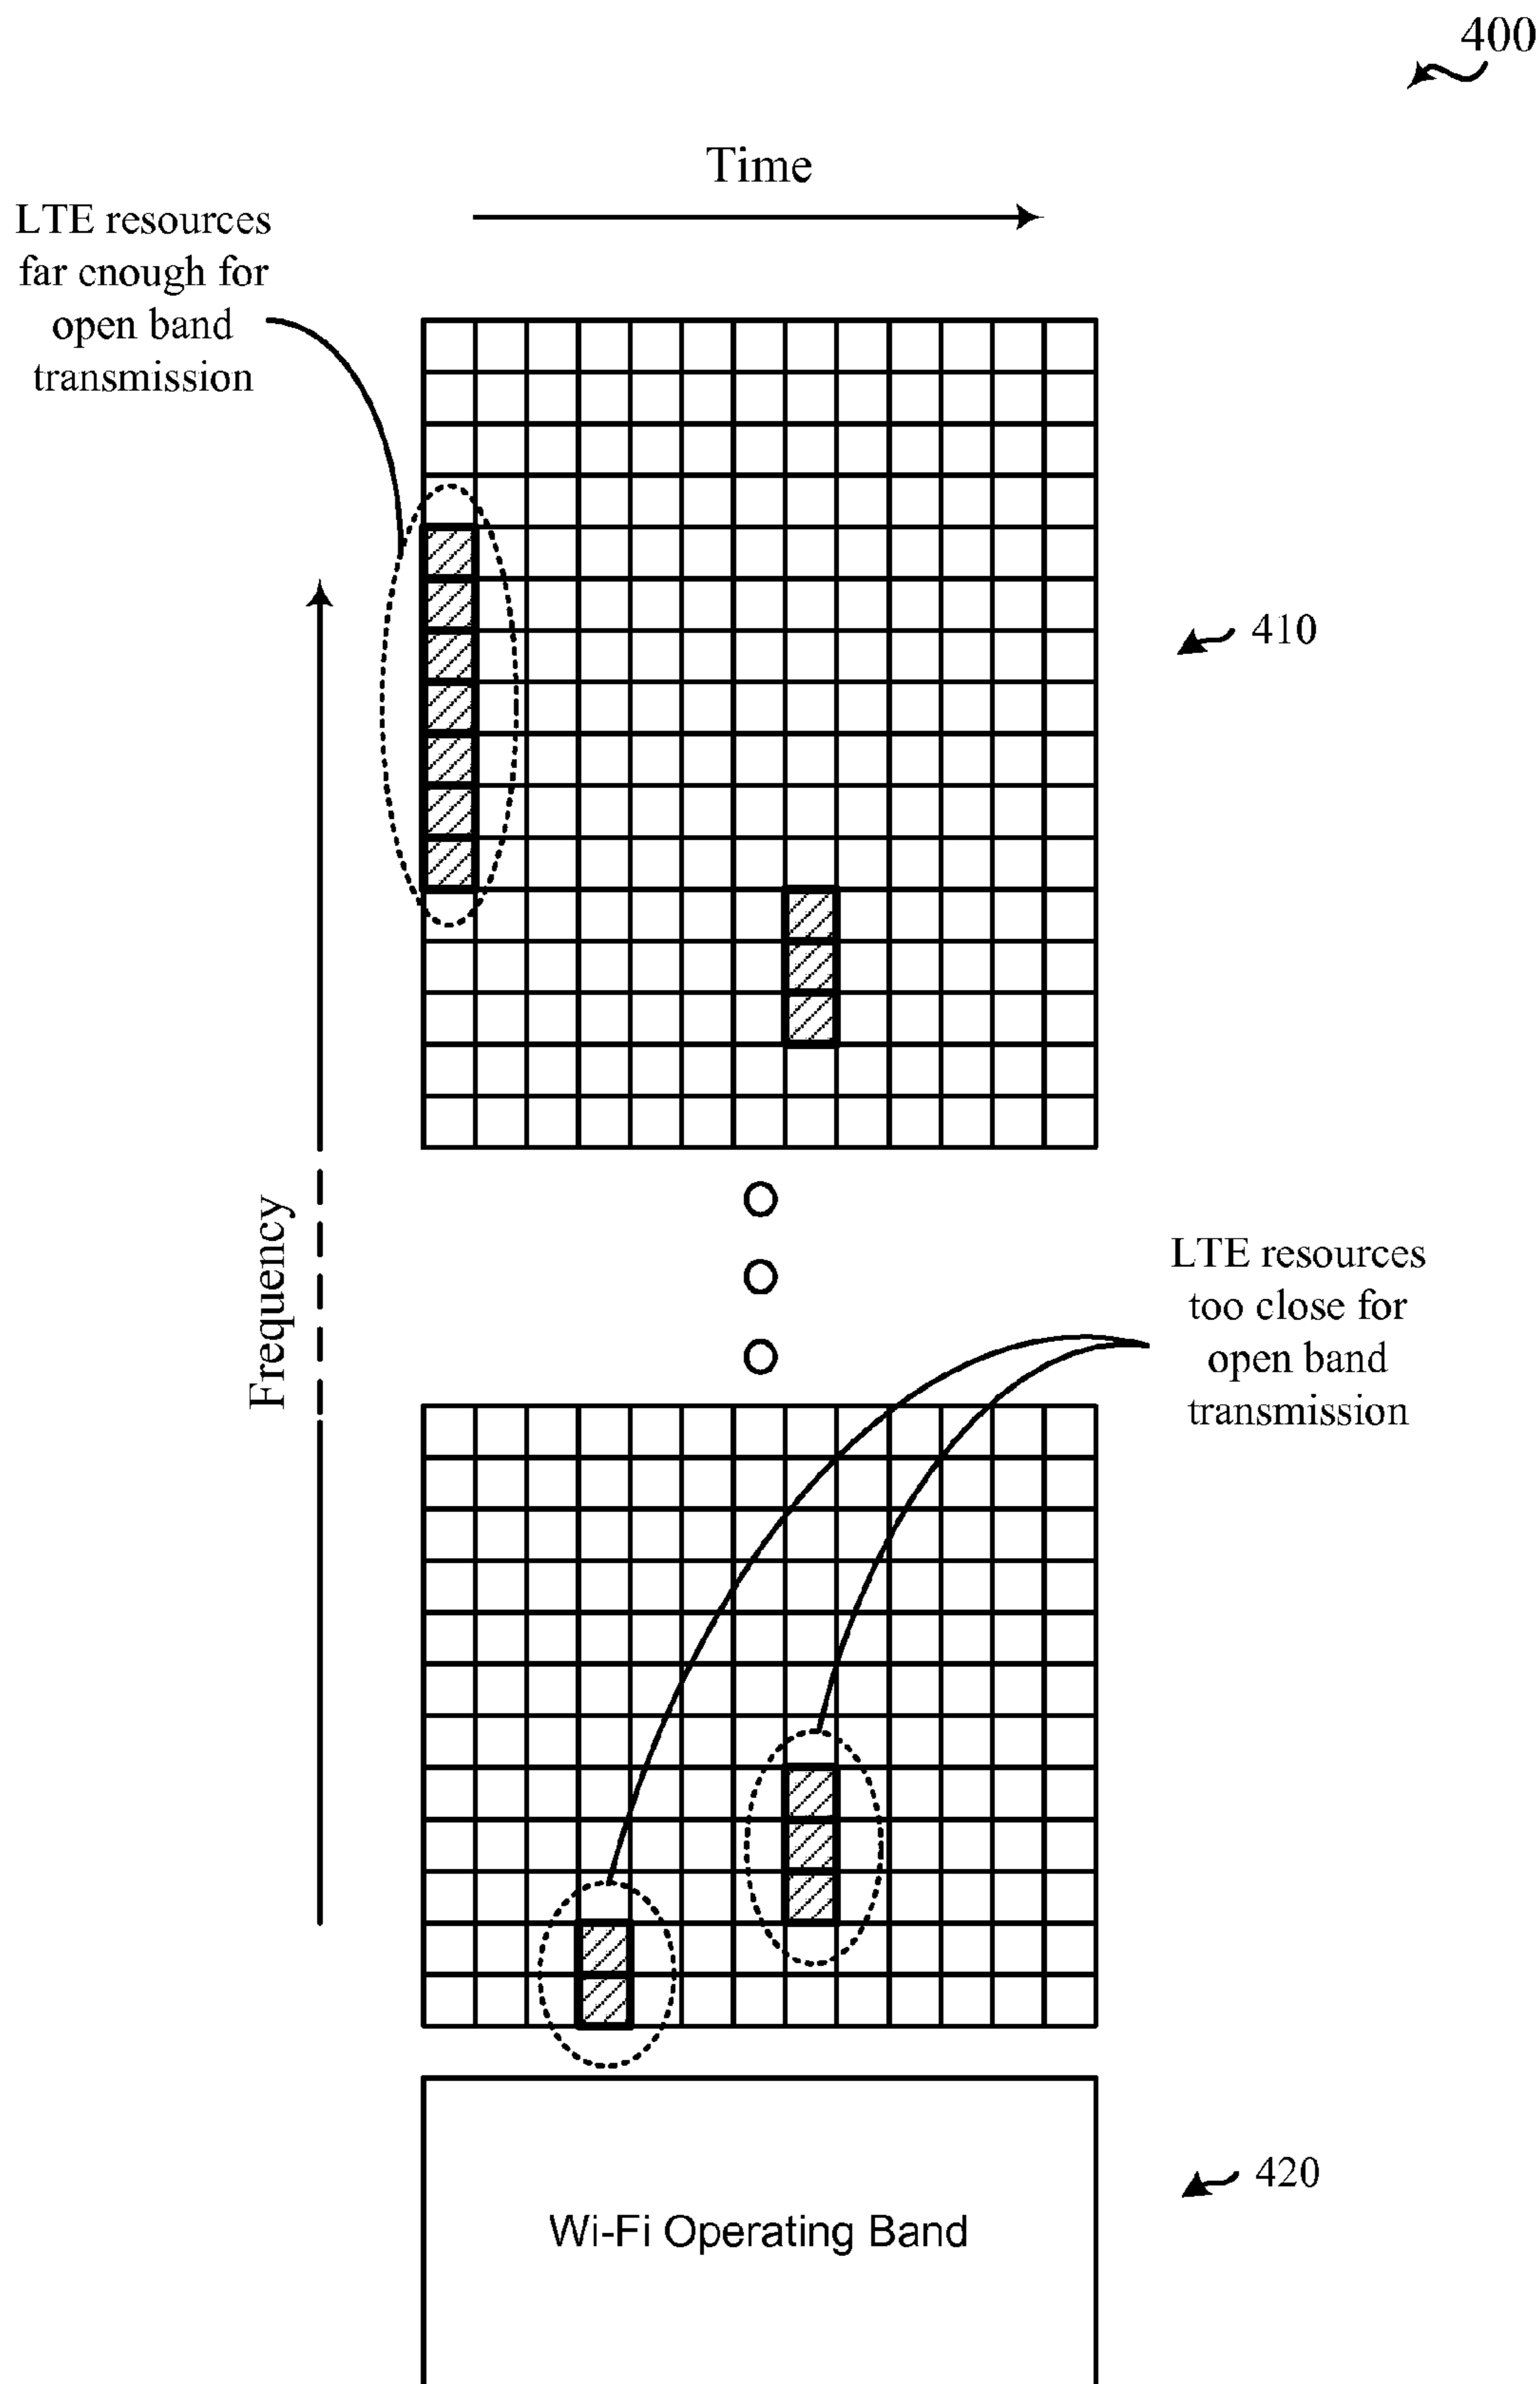 400
Time
LTE resources
far cnough for
open band
transmission
410
Frequency
LTE resources
too close for
open band
transmission
420
Wi-Fi Operating Band